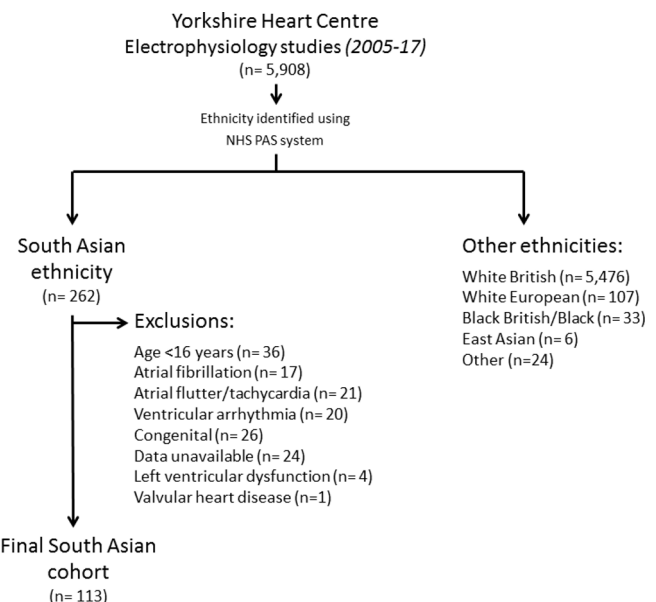 Yorkshire Heart Centre
Electrophysiology studies (2005-17)
(n= 5,908)
Ethnicity identified using
NHS PAS system
South Asian
ethnicity
(n= 262)
Other ethnicities:
White British (n= 5,476)
White European (n= 107)
Black British/Black (n= 33)
East Asian (n= 6)
Other (n=24)
Exclusions:
Age <16 years (n= 36)
Atrial fibrillation (n= 17)
Atrial flutter/tachycardia (n= 21)
Ventricular arrhythmia (n= 20)
Congenital (n= 26)
Data unavailable (n= 24)
Left ventricular dysfunction (n= 4)
Valvular heart disease (n=1)
Final South Asian
cohort
(n= 113)